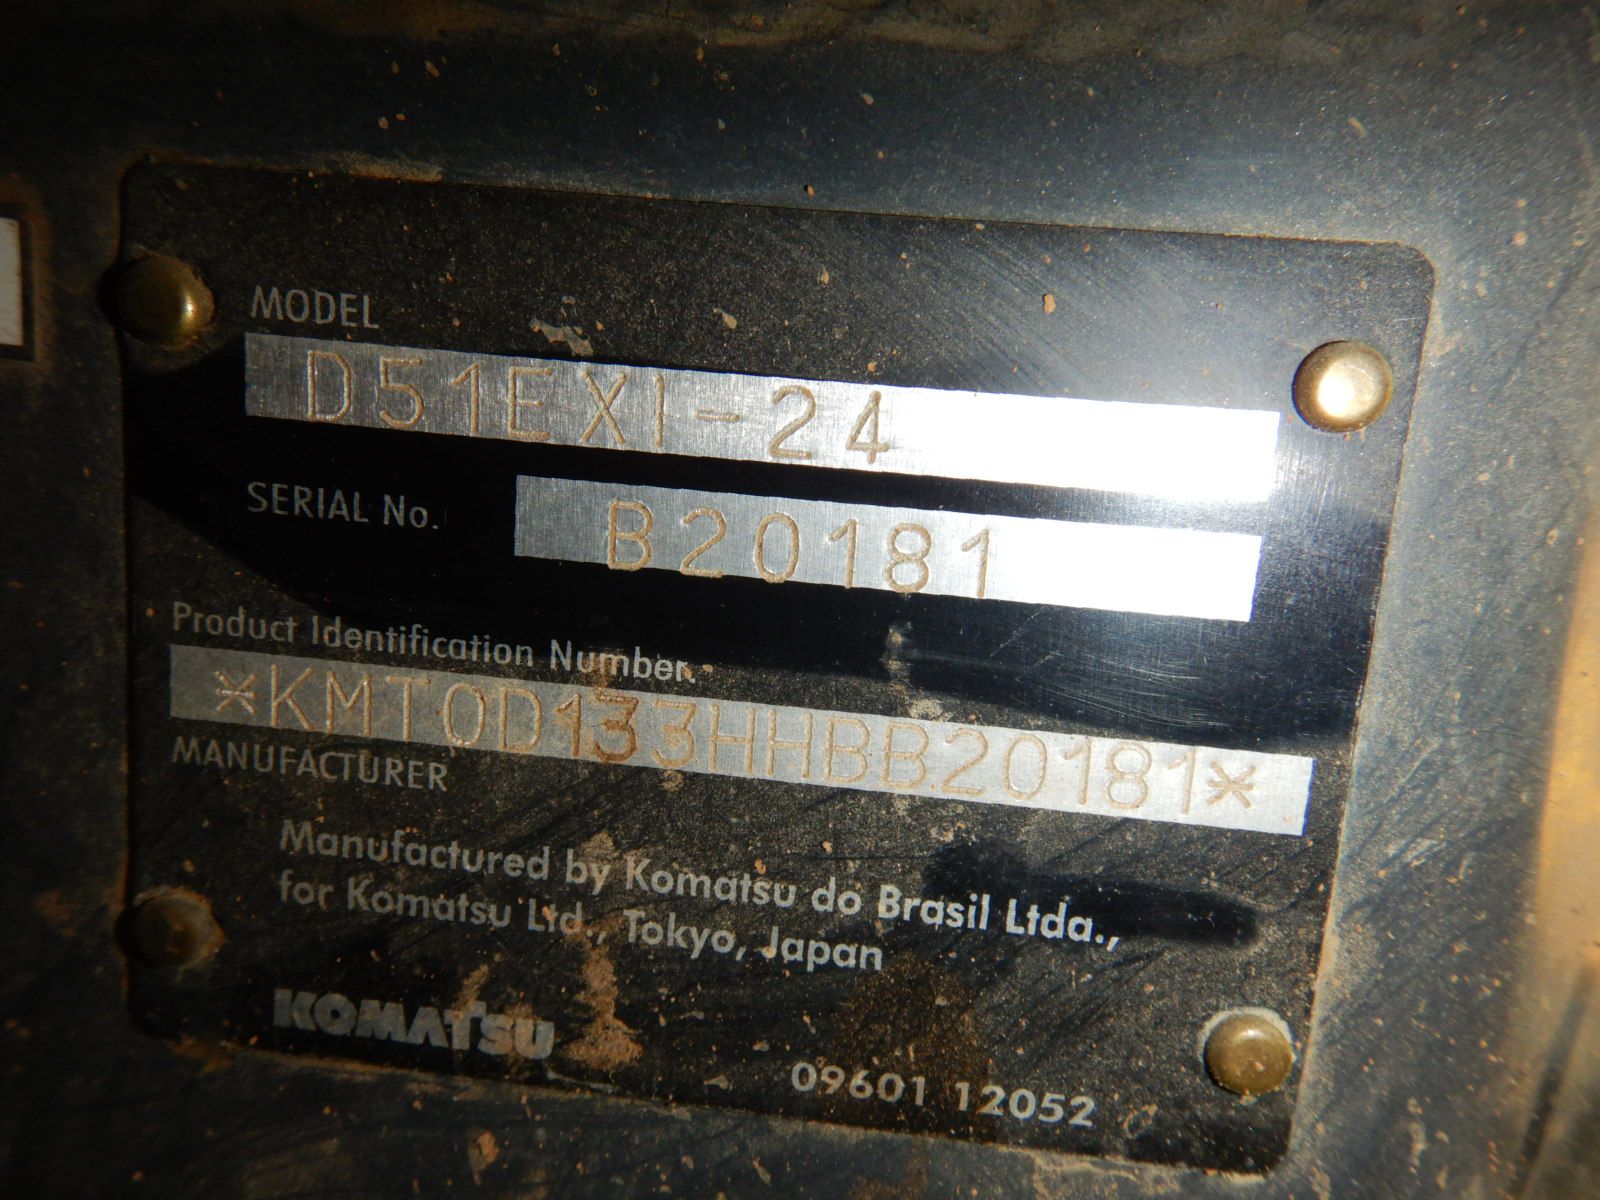 MODEL
D51EXI-24
SERIAL No.
B20181
Product Identification Number
*KMT0D133HHBB20181*
MANUFACTURER
Manufactured by Komatsu do Brasil Ltda.,
for Komatsu Ltd., Tokyo, Japan
KOMATSU
09601 12052